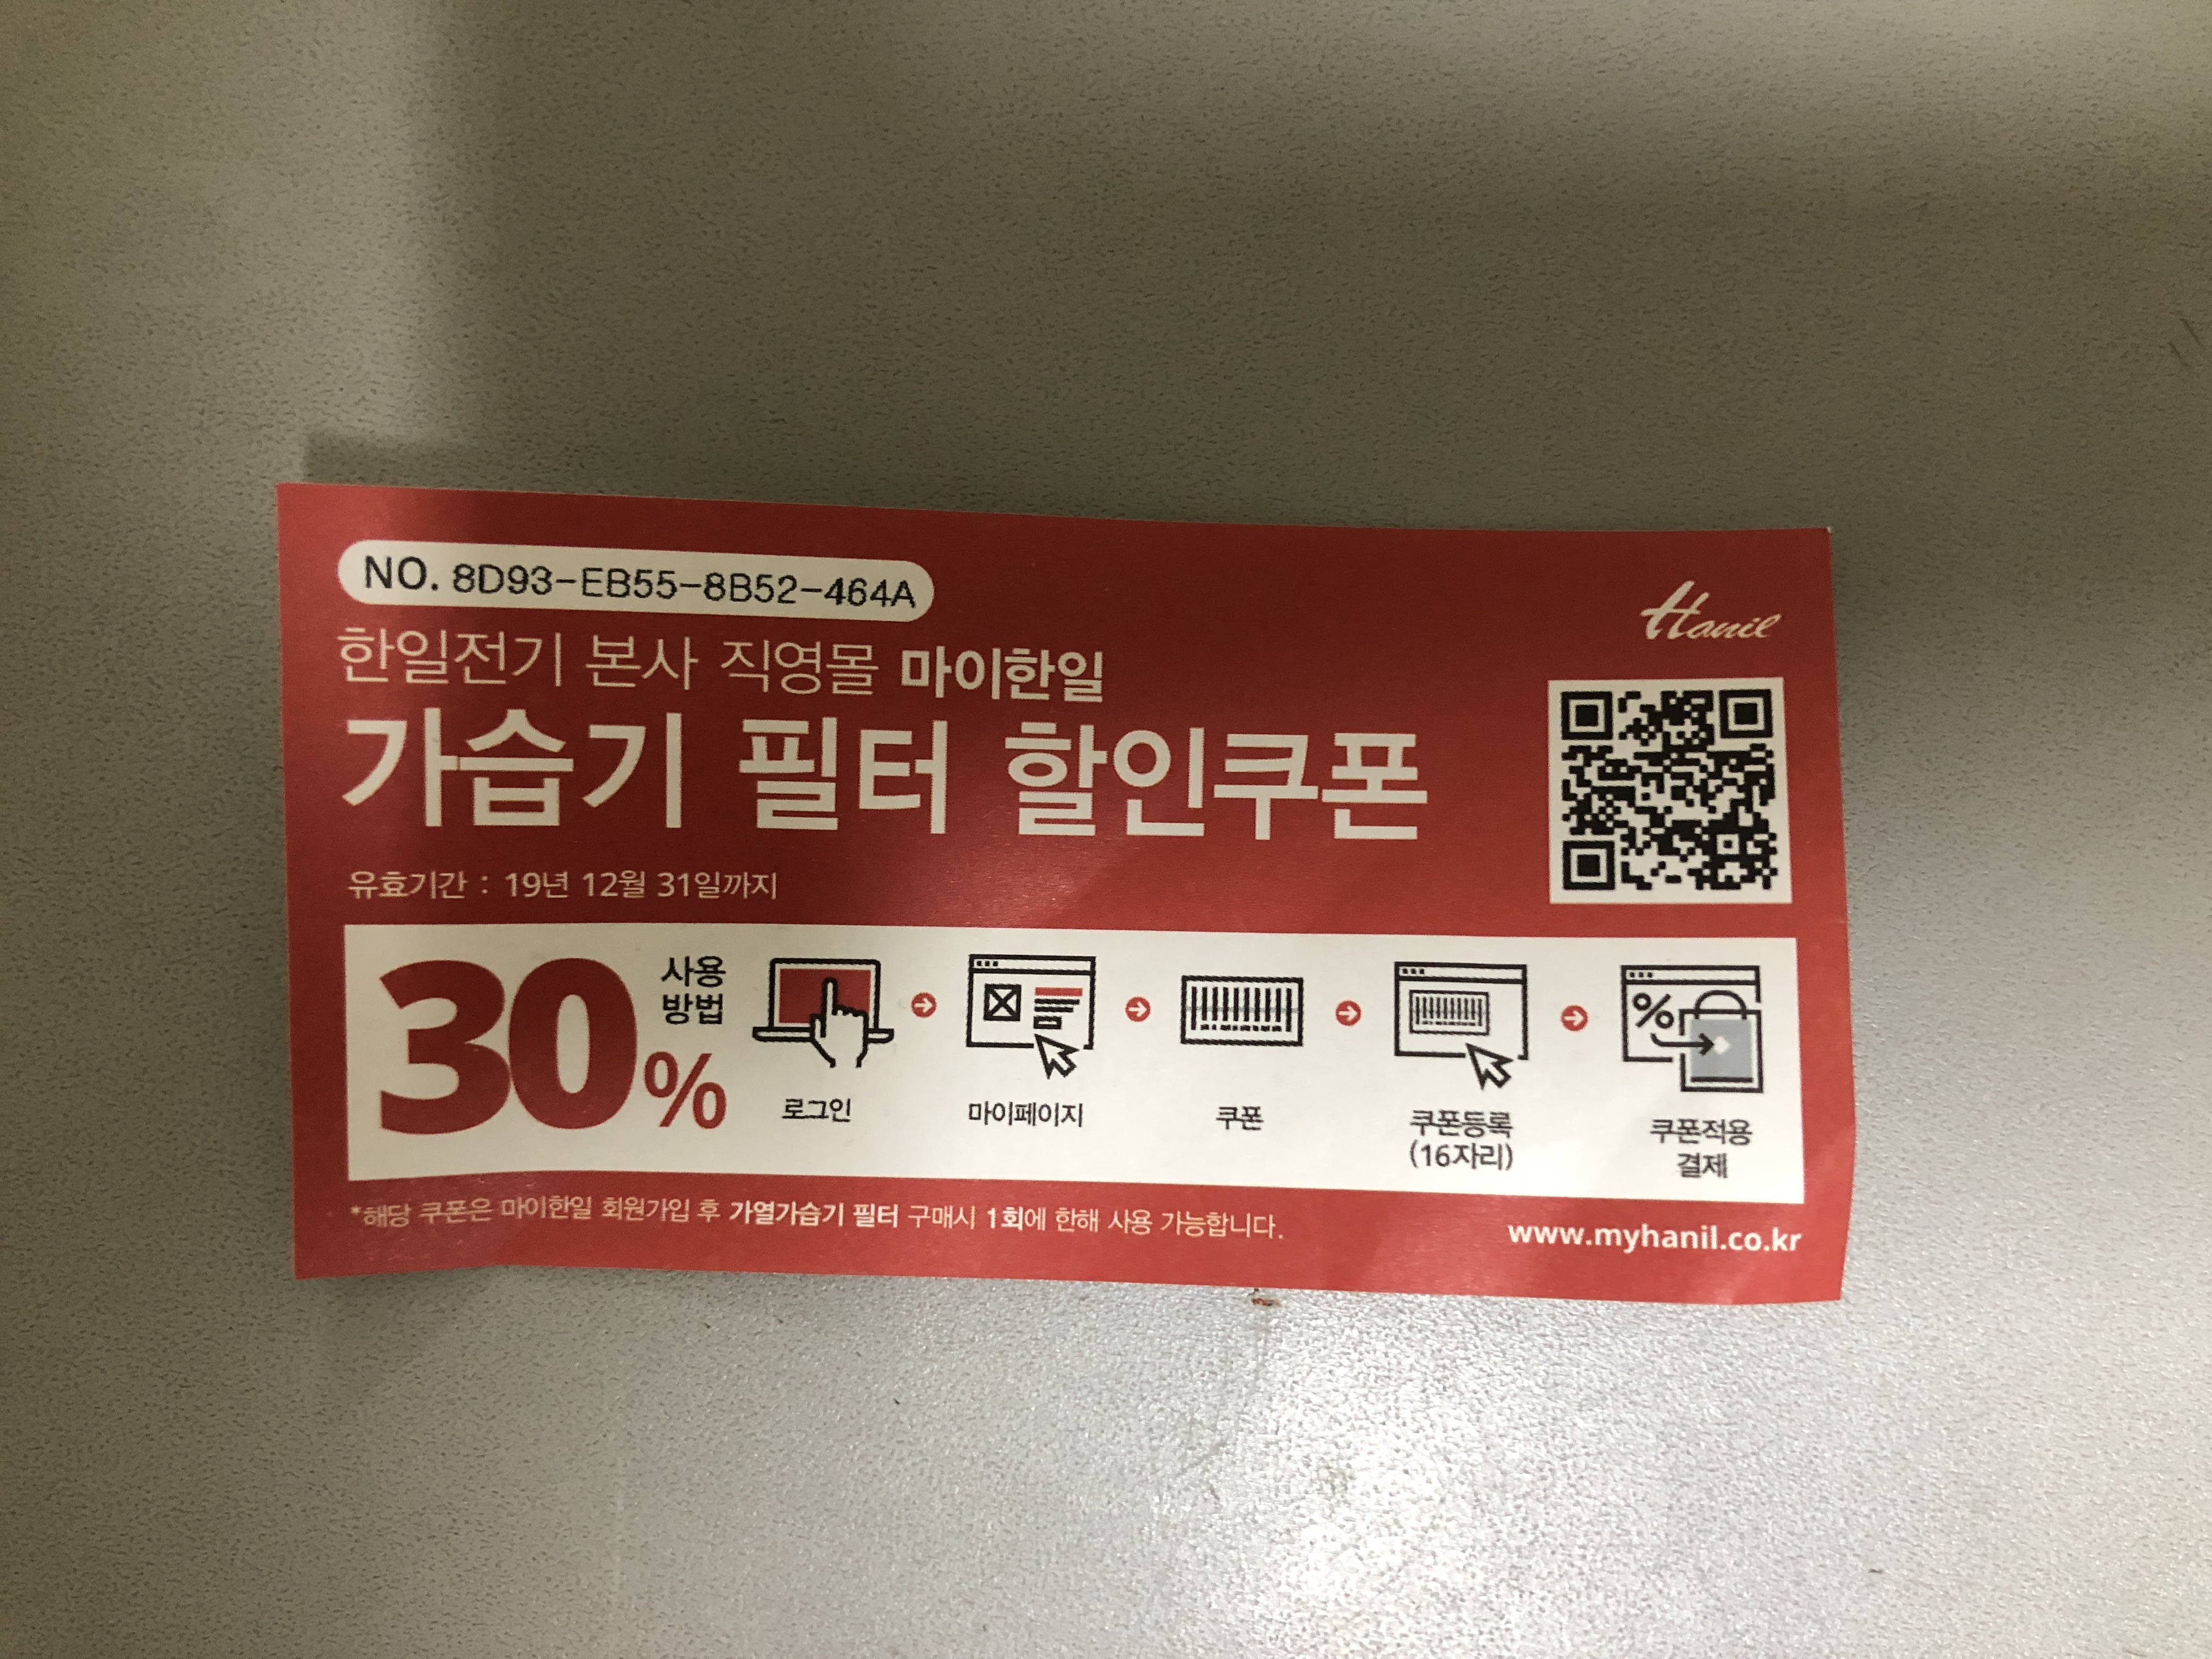 NO. 8D93-EB55-8B52-464A
Hanil
한일전기 본사 직영몰 마이한일
가습기 필터 할인쿠폰
유효기간 : 19년 12월 31일까지
30%
사용
방법
로그인
마이페이지
쿠폰
쿠폰등록
(16자리)
%
쿠폰적용
결제
*해당 쿠폰은 마이한일 회원가입 후 가열가습기 필터 구매시 1회에 한해 사용 가능합니다.
www.myhanil.co.kr